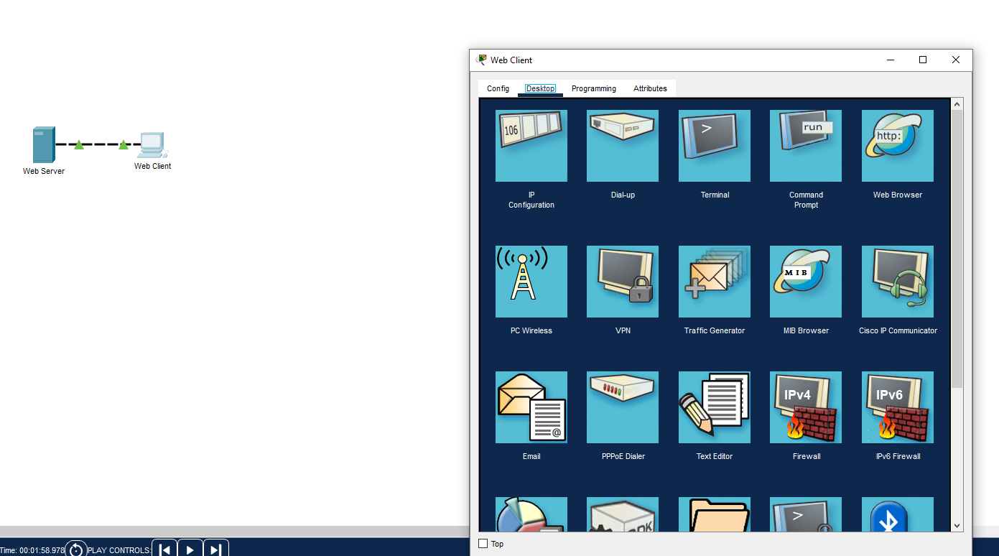 Web Server
Web Client
Web Client
Config
Desktop
Programming
Attributes
106
>
run
http:
IP
Configuration
Dial-up
Terminal
Command
Prompt
Web Browser
MIB
PC Wireless
VPN
Traffic Generator
MIB Browser
Cisco IP Communicator
@
IPv4
IPv6
Email
PPPoE Dialer
Text Editor
Firewall
IPv6 Firewall
>
Top
Time: 00:01:58.978
PLAY CONTROLS: